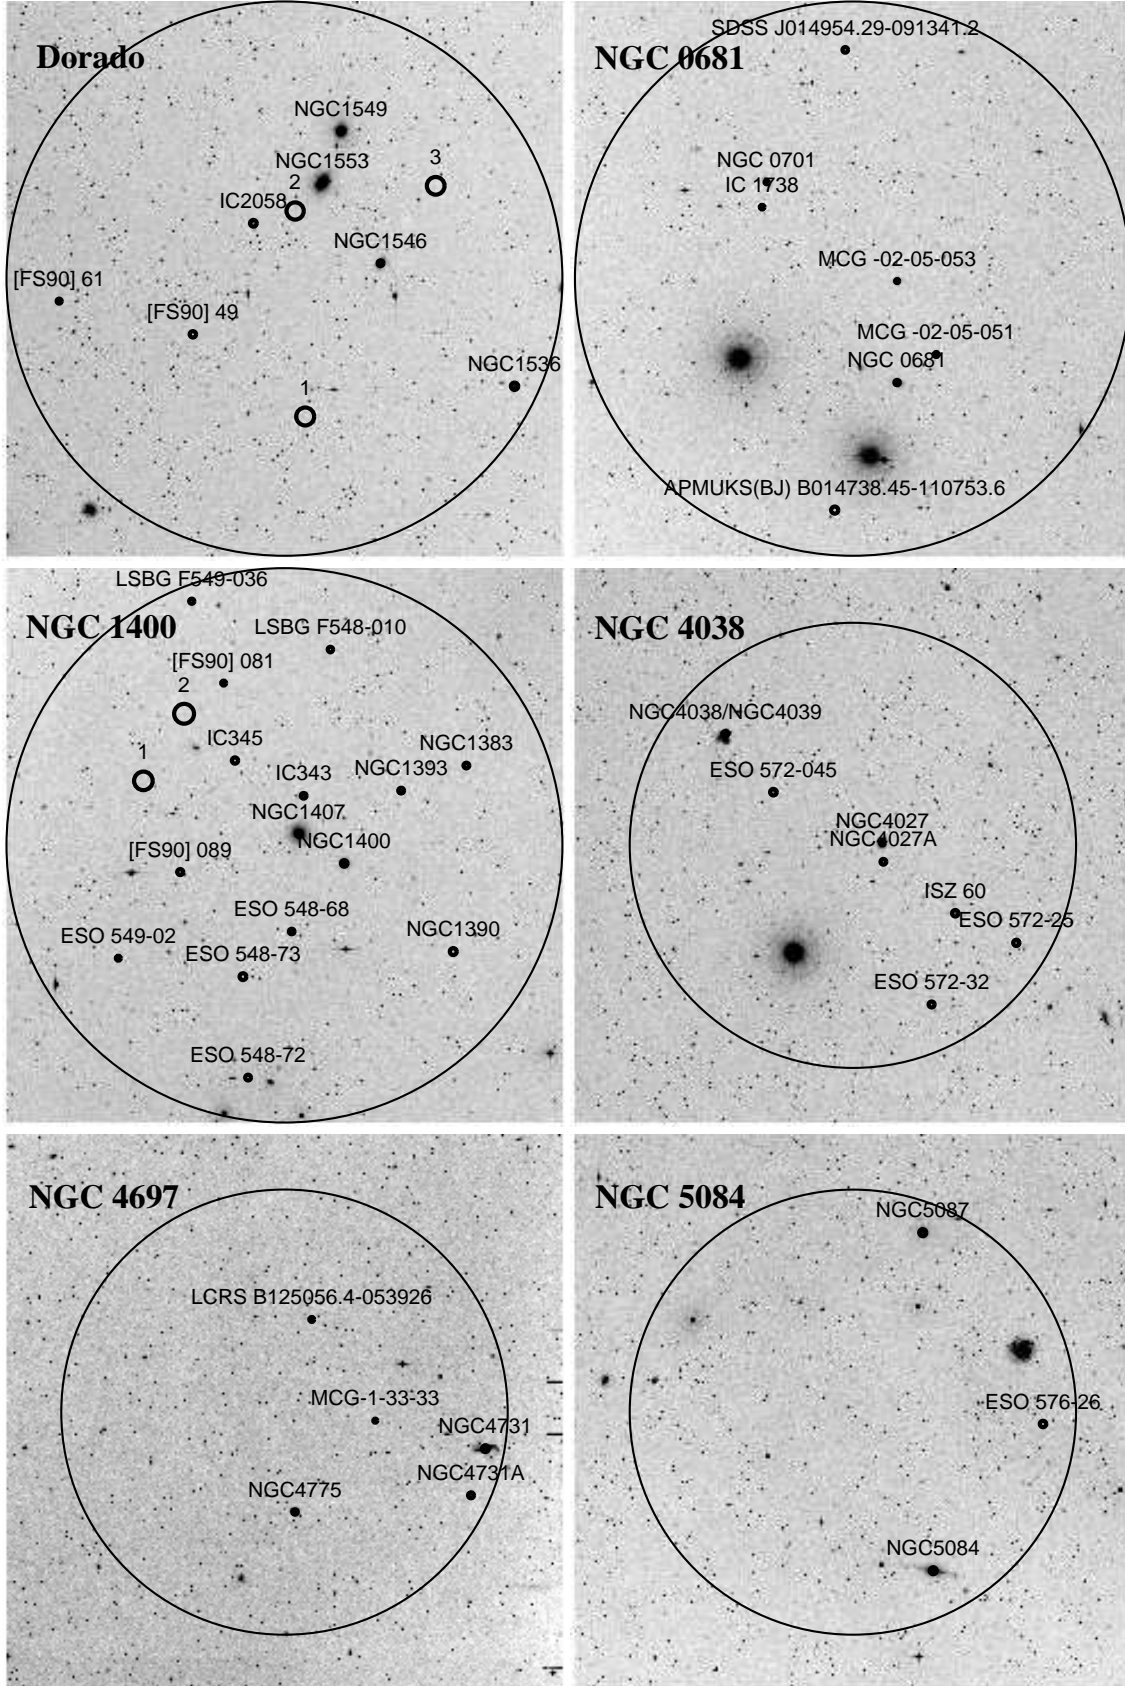 Dorado
NGC1549
NGC1553
3
2
IC2058
NGC1546
[FS90] 61
[FS90] 49
NGC1536
1
SDSS J014954.29-091341.2
NGC 0681
NGC 0701
IC 1738
MCG -02-05-053
MCG -02-05-051
NGC 0681
APMUKS(BJ) B014738.45-110753.6
LSBG F549-036
NGC 1400
LSBG F548-010
[FS90] 081
2
IC345
NGC1383
1
IC343
NGC1393
NGC1407
NGC1400
[FS90] 089
ESO 548-68
ESO 549-02
NGC1390
ESO 548-73
ESO 548-72
NGC 4038
NGC4038/NGC4039
ESO 572-045
NGC4027
NGC4027A
ISZ 60
ESO 572-25
ESO 572-32
NGC 4697
LCRS B125056.4-053926
MCG-1-33-33
NGC4731
NGC4731A
NGC4775
NGC 5084
NGC5087
ESO 576-26
NGC5084